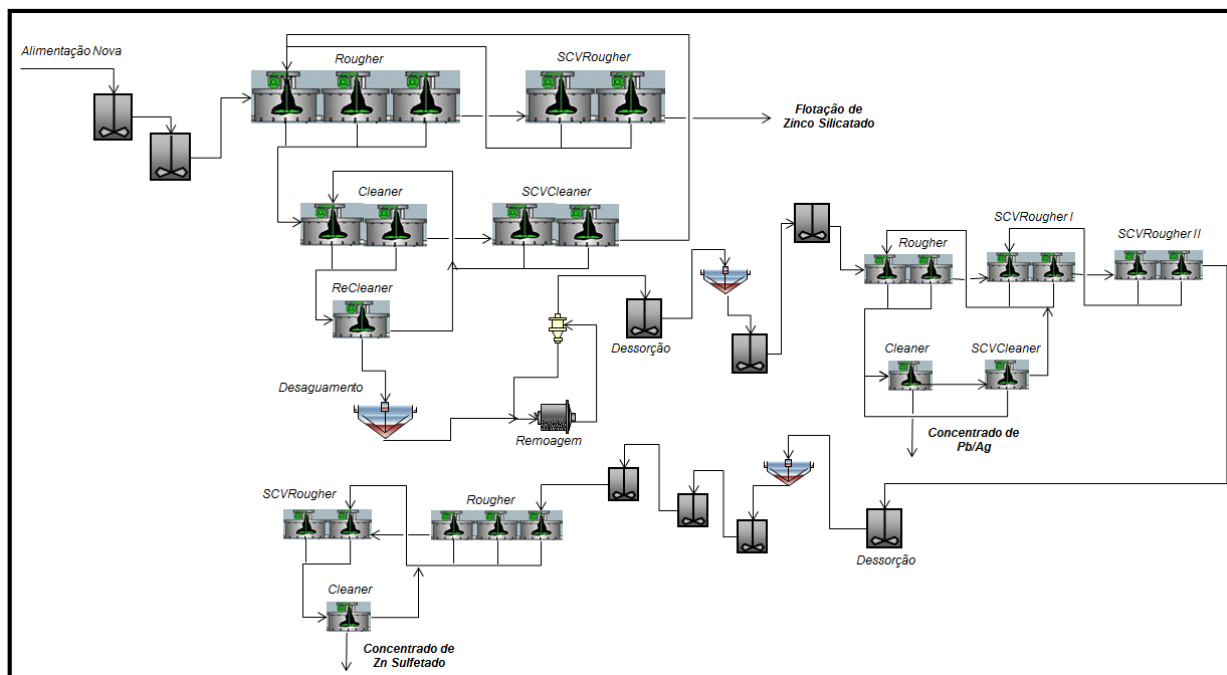 Alimentação Nova
Rougher
SCVRougher
Flotação de
Zinco Silicatado
Cleaner
SCVCleaner
ReCleaner
Desaguamento
Remoagem
Dessorção
Rougher
SCVRougher I
SCVRougher II
Cleaner
SCVCleaner
Concentrado de
Pb/Ag
Dessorção
Rougher
SCVRougher
Cleaner
Concentrado de
Zn Sulfetado